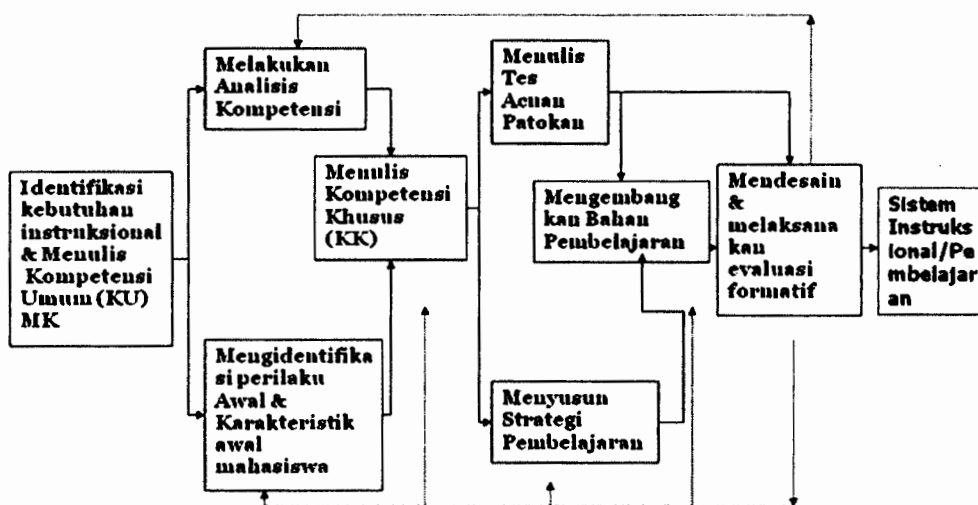 Identifikasi
kebutuhan
instruksional
& Menulis
Kompetensi
Umum (KU)
MK
Melakukan
Analisis
Kompetensi
Mengidentifika
si perilaku
Awal &
Karakteristik
awal
mahasiswa
Menulis
Kompetensi
Khusus
(KK)
Menulis
Tes
Acuan
Patokan
Menyusun
Strategi
Pembelajaran
Mengembang
kan Bahan
Pembelajaran
Mendesain
&
melaksana
kan
evaluasi
formatif
Sistem
Instruks
ional/Pe
mbelajar
an